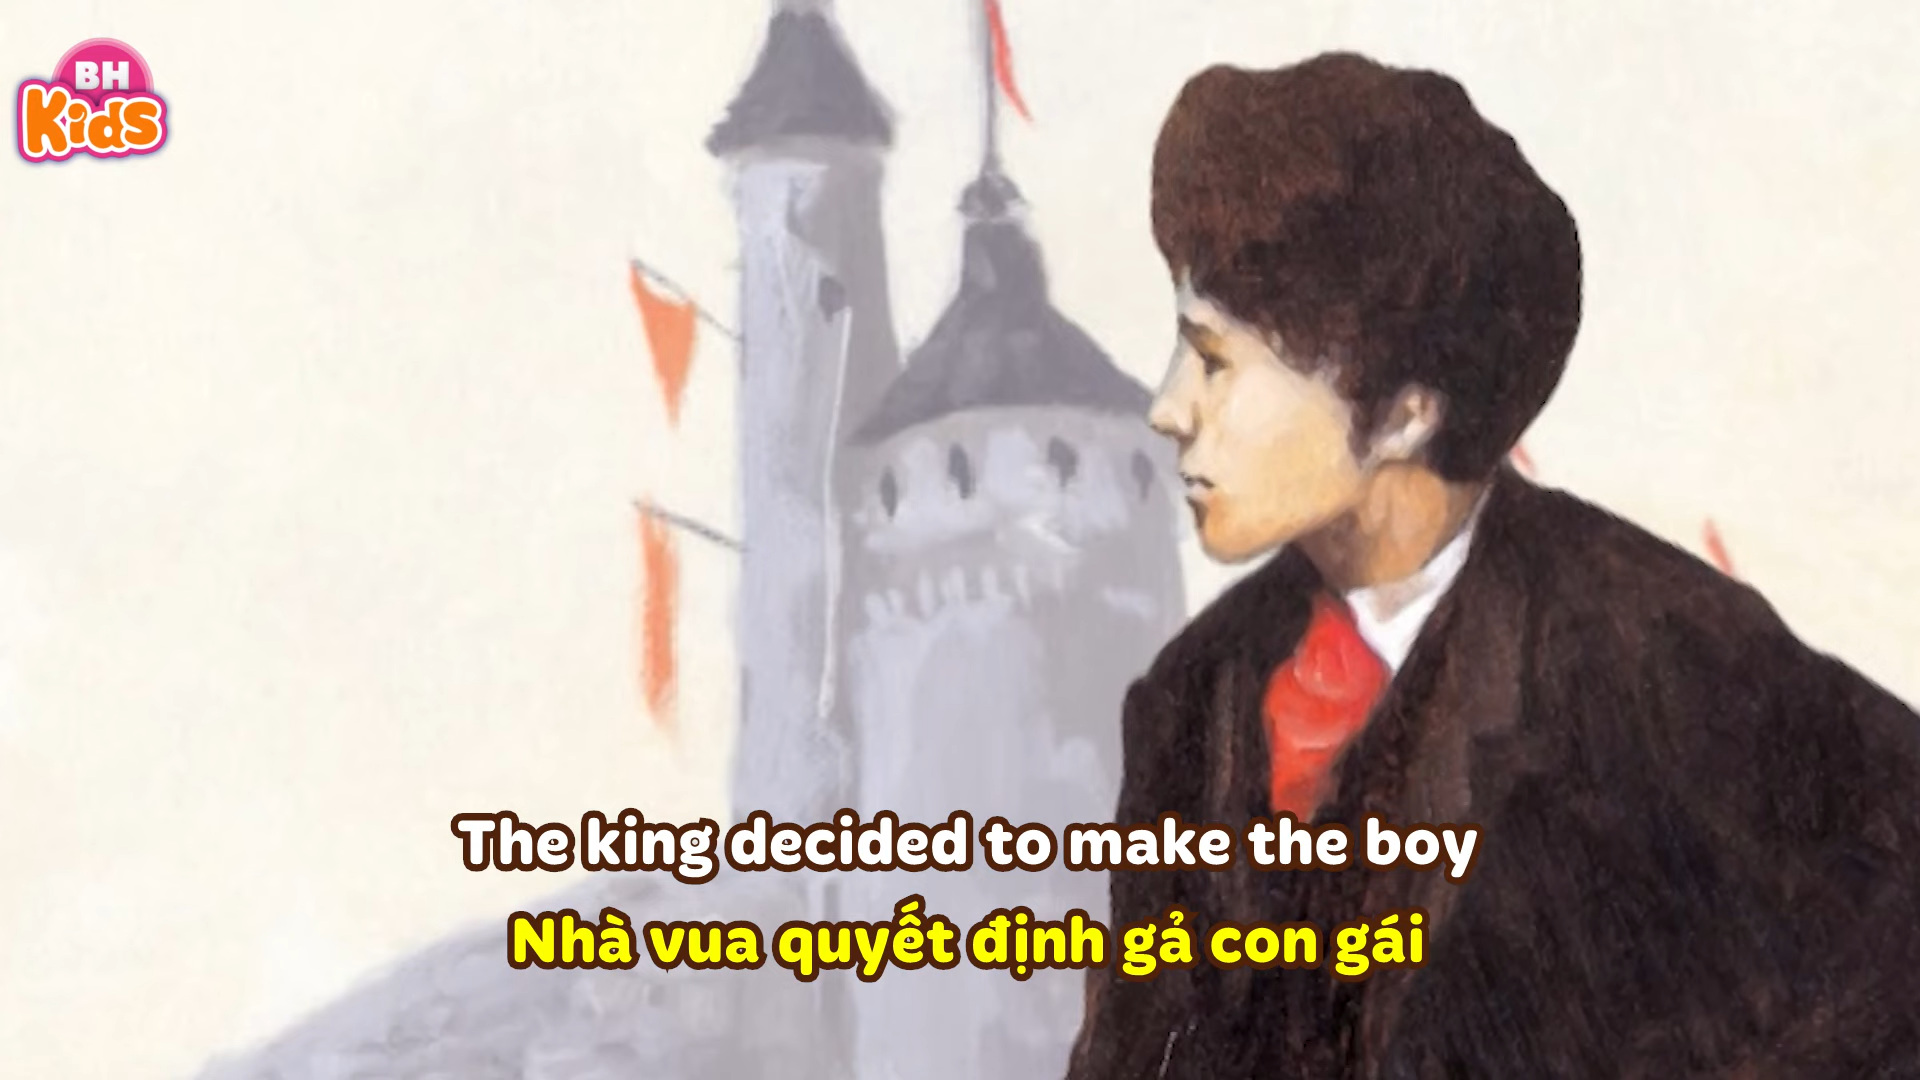 BH
Kids
The king decided to make the boy
Nhà vua quyết định gả con gái